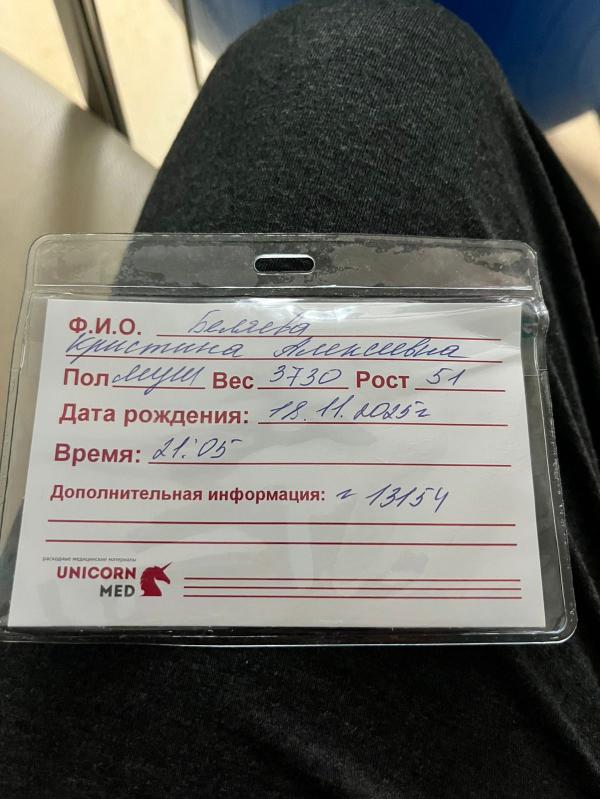 Ф.И.О. Беляева
Кристина Алексеевна
Пол муж Вес 3730 Рост 51
Дата рождения: 18.11.2025г
Время: 21:05
Дополнительная информация: 13154
расходные медицинские материалы
UNICORN
MED